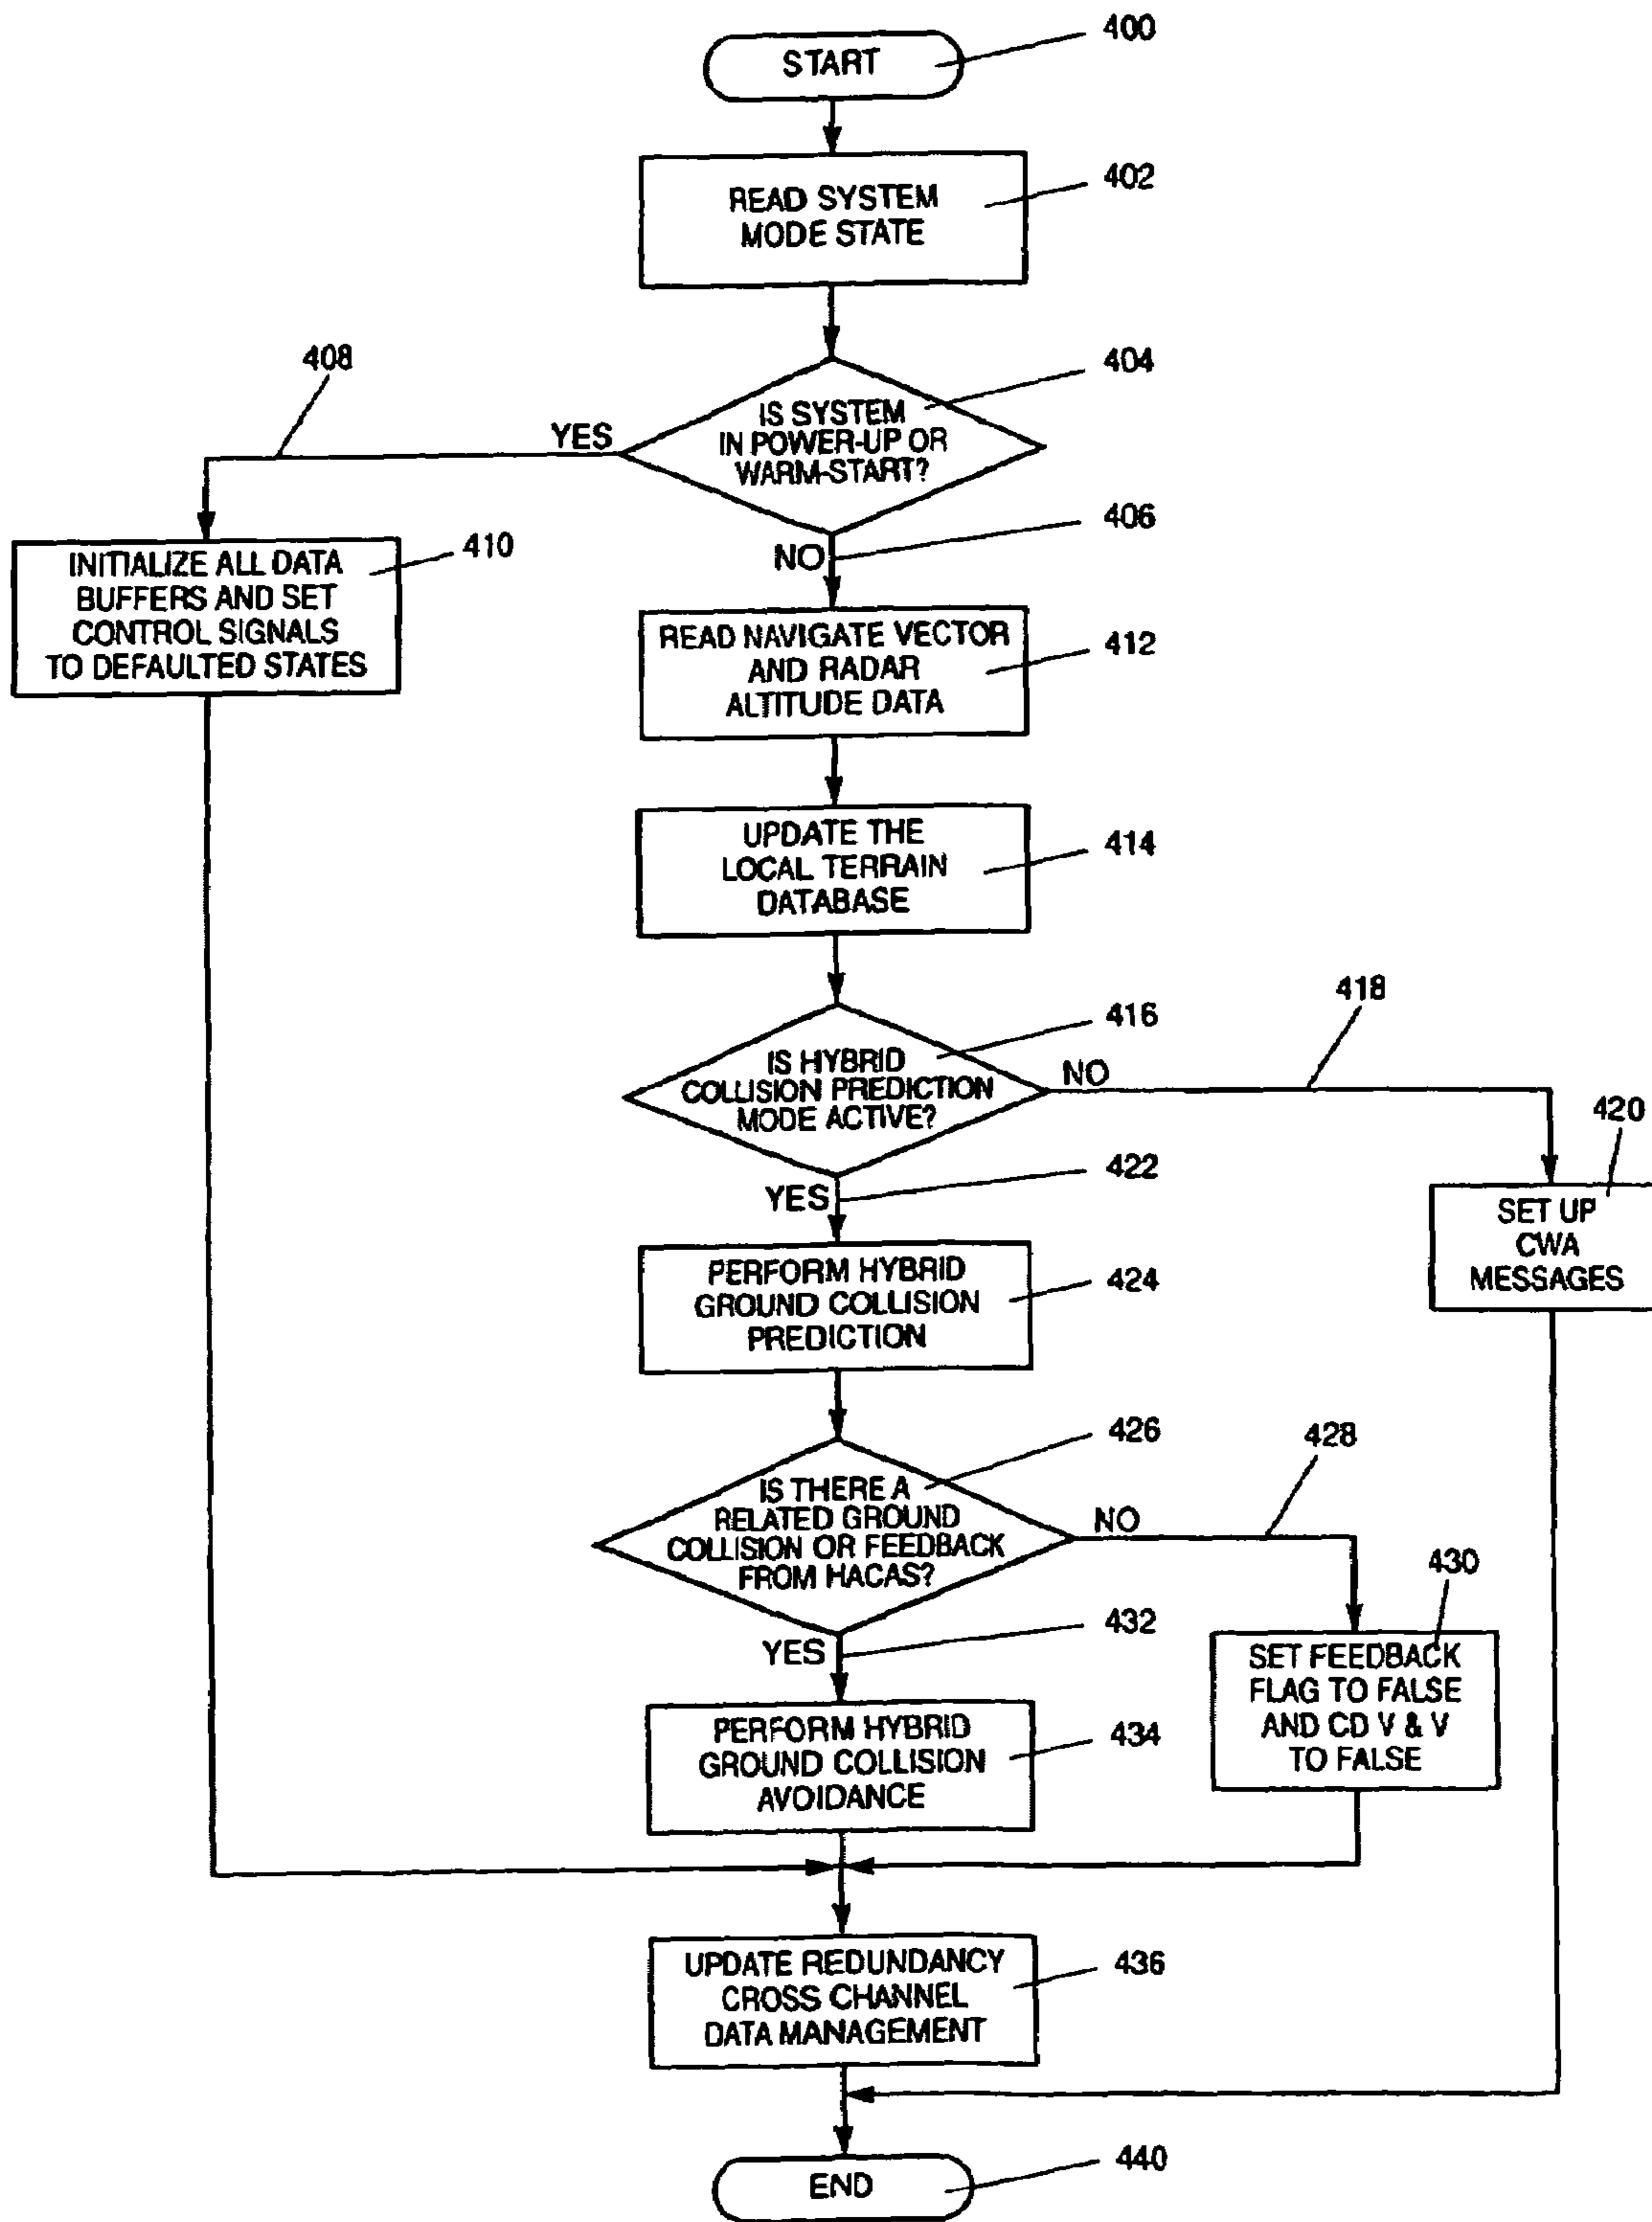 400
START
402
READ SYSTEM
MODE STATE
408
404
IS SYSTEM
IN POWER-UP OR
WARM-START?
YES
406
NO
410
INITIALIZE ALL DATA
BUFFERS AND SET
CONTROL SIGNALS
TO DEFAULTED STATES
READ NAVIGATE VECTOR
AND RADAR
ALTITUDE DATA
412
UPDATE THE
LOCAL TERRAIN
DATABASE
414
416
418
IS HYBRID
COLLISION PREDICTION
MODE ACTIVE?
NO
420
422
YES
SET UP
CWA
MESSAGES
PERFORM HYBRID
GROUND COLLISION
PREDICTION
424
426
428
IS THERE A
RELATED GROUND
COLLISION OR FEEDBACK
FROM HACAS?
NO
430
432
YES
SET FEEDBACK
FLAG TO FALSE
AND CD V & V
TO FALSE
PERFORM HYBRID
GROUND COLLISION
AVOIDANCE
434
UPDATE REDUNDANCY
CROSS CHANNEL
DATA MANAGEMENT
436
440
END